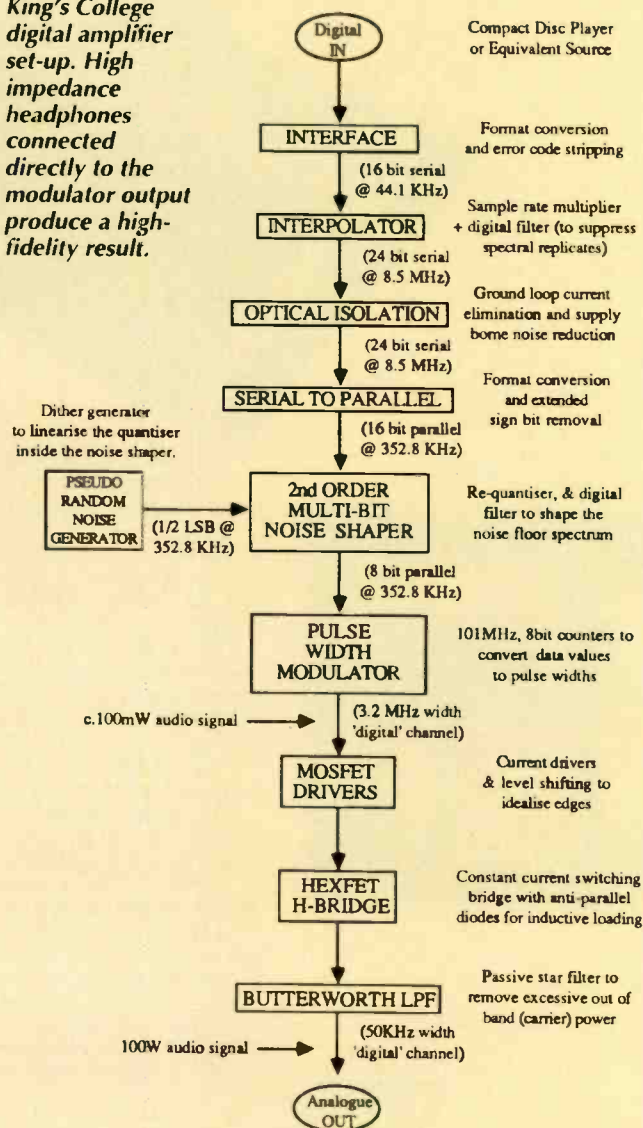 King's College
digital amplifier
set-up. High
impedance
headphones
connected
directly to the
modulator output
produce a high-
fidelity result.
Digital
IN
Compact Disc Player
or Equivalent Source
INTERFACE
Format conversion
and error code stripping
(16 bit serial
@ 44.1 KHz)
INTERPOLATOR
Sample rate multiplier
+ digital filter (to suppress
spectral replicates)
(24 bit serial
@ 8.5 MHz)
OPTICAL ISOLATION
Ground loop current
elimination and supply
borne noise reduction
(24 bit serial
@ 8.5 MHz)
SERIAL TO PARALLEL
Format conversion
and extended
sign bit removal
(16 bit parallel
@ 352.8 KHz)
Dither generator
to linearise the quantiser
inside the noise shaper.
PSEUDO
RANDOM
NOISE
GENERATOR
(1/2 LSB @
352.8 KHz)
2nd ORDER
MULTI-BIT
NOISE SHAPER
Re-quantiser, & digital
filter to shape the
noise floor spectrum
(8 bit parallel
@ 352.8 KHz)
PULSE
WIDTH
MODULATOR
101MHz, 8bit counters to
convert data values
to pulse widths
c.100mW audio signal
(3.2 MHz width
'digital' channel)
MOSFET
DRIVERS
Current drivers
& level shifting to
idealise edges
HEXFET
H-BRIDGE
Constant current switching
bridge with anti-parallel
diodes for inductive loading
BUTTERWORTH LPF
Passive star filter to
remove excessive out of
band (carrier) power
100W audio signal
(50KHz width
'digital' channel)
Analogue
OUT